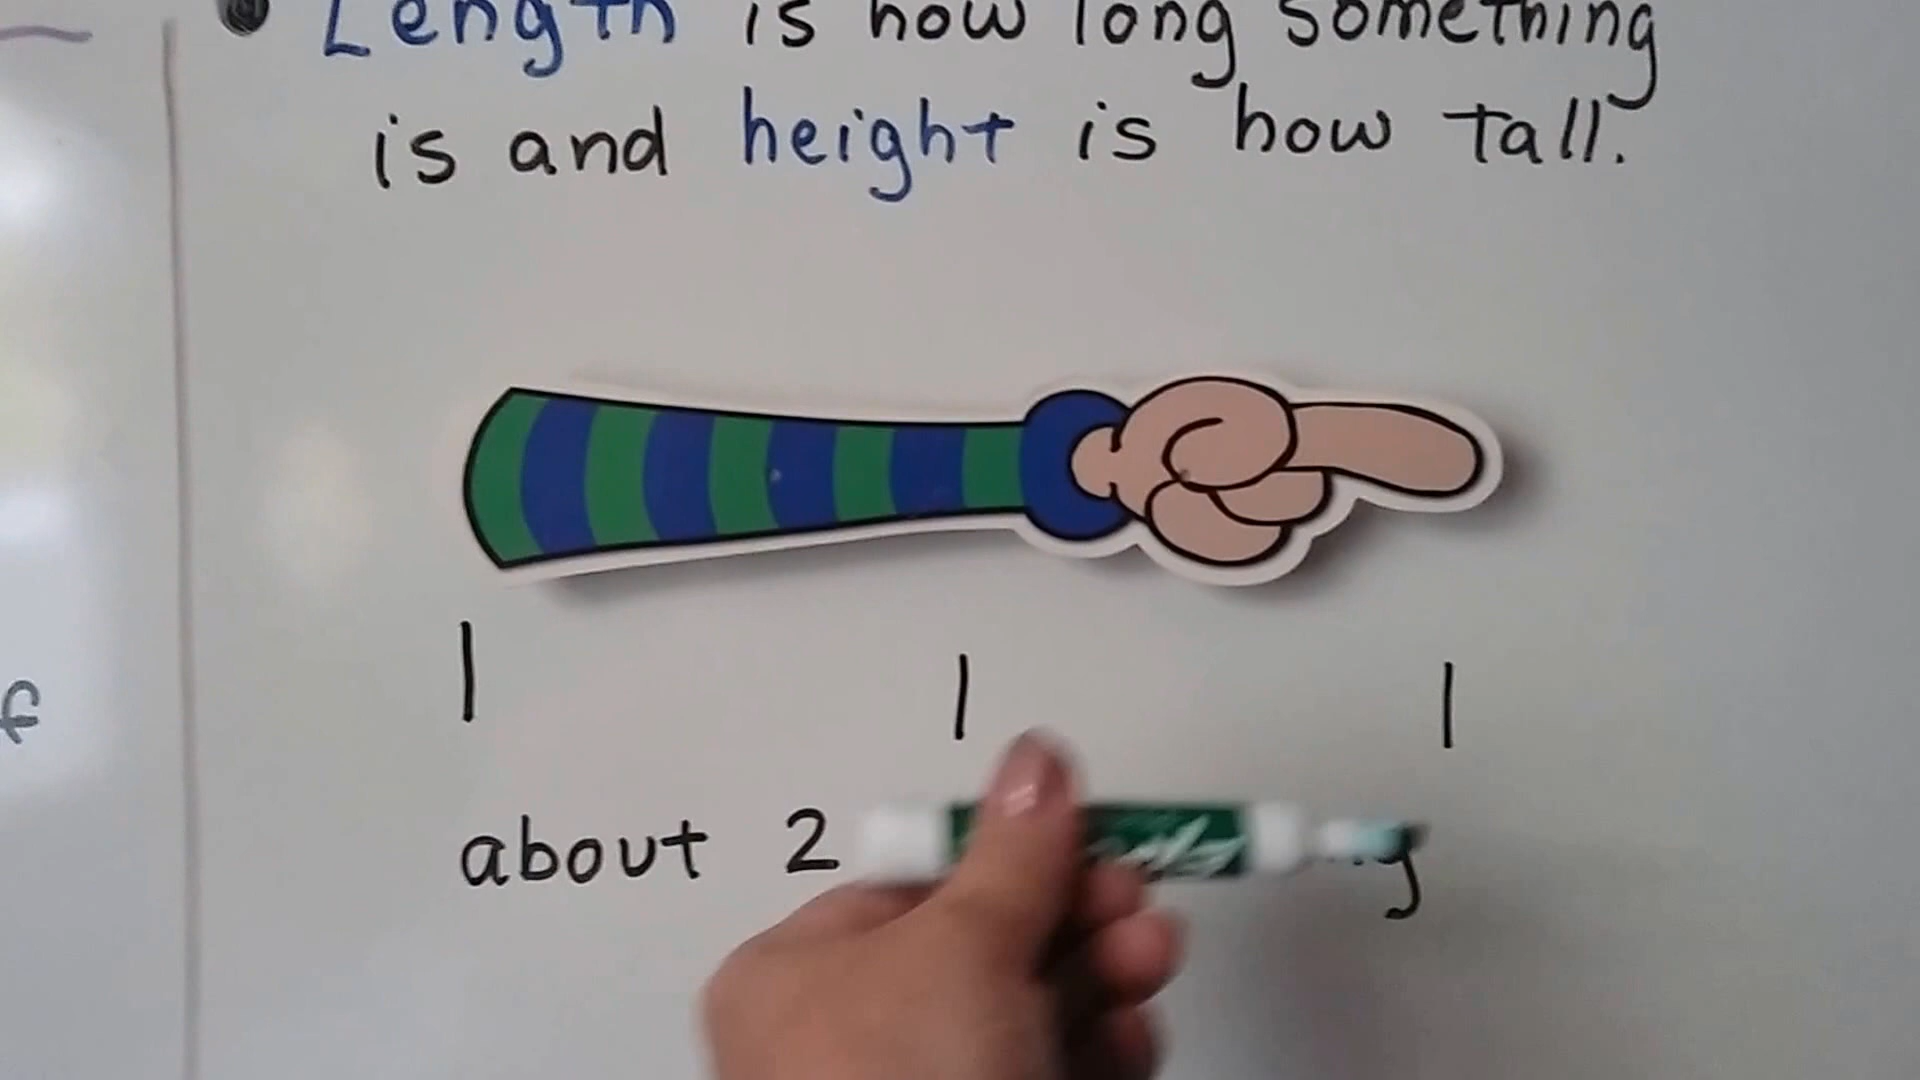 Length is how long something
is and height is how tall.
f
about 2